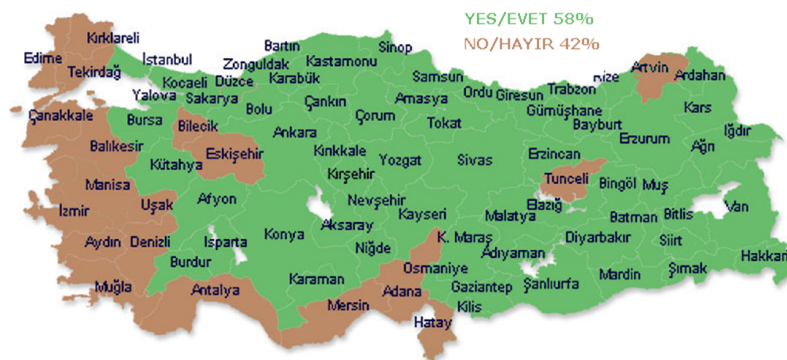 YES/EVET 58%
NO/HAYIR 42%
Kırklareli
Edirne
Tekirdağ
İstanbul
Kocaeli
Yalova
Sakarya
Düzce
Zonguldak
Bartın
Karabük
Kastamonu
Sinop
Samsun
Ordu
Giresun
Trabzon
Rize
Artvin
Ardahan
Çanakkale
Bursa
Bilecik
Bolu
Çankırı
Çorum
Amasya
Tokat
Gümüşhane
Bayburt
Kars
Iğdır
Balıkesir
Kütahya
Eskişehir
Ankara
Kırıkkale
Yozgat
Sivas
Erzincan
Erzurum
Ağrı
Manisa
Uşak
Afyon
Kırşehir
Nevşehir
Kayseri
Tunceli
Bingöl
Muş
İzmir
Aydın
Denizli
Isparta
Konya
Aksaray
Niğde
Malatya
Elazığ
Batman
Bitlis
Van
Burdur
Karaman
K. Maraş
Adıyaman
Diyarbakır
Siirt
Hakkari
Muğla
Antalya
Mersin
Adana
Osmaniye
Gaziantep
Şanlıurfa
Mardin
Şırnak
Kilis
Hatay